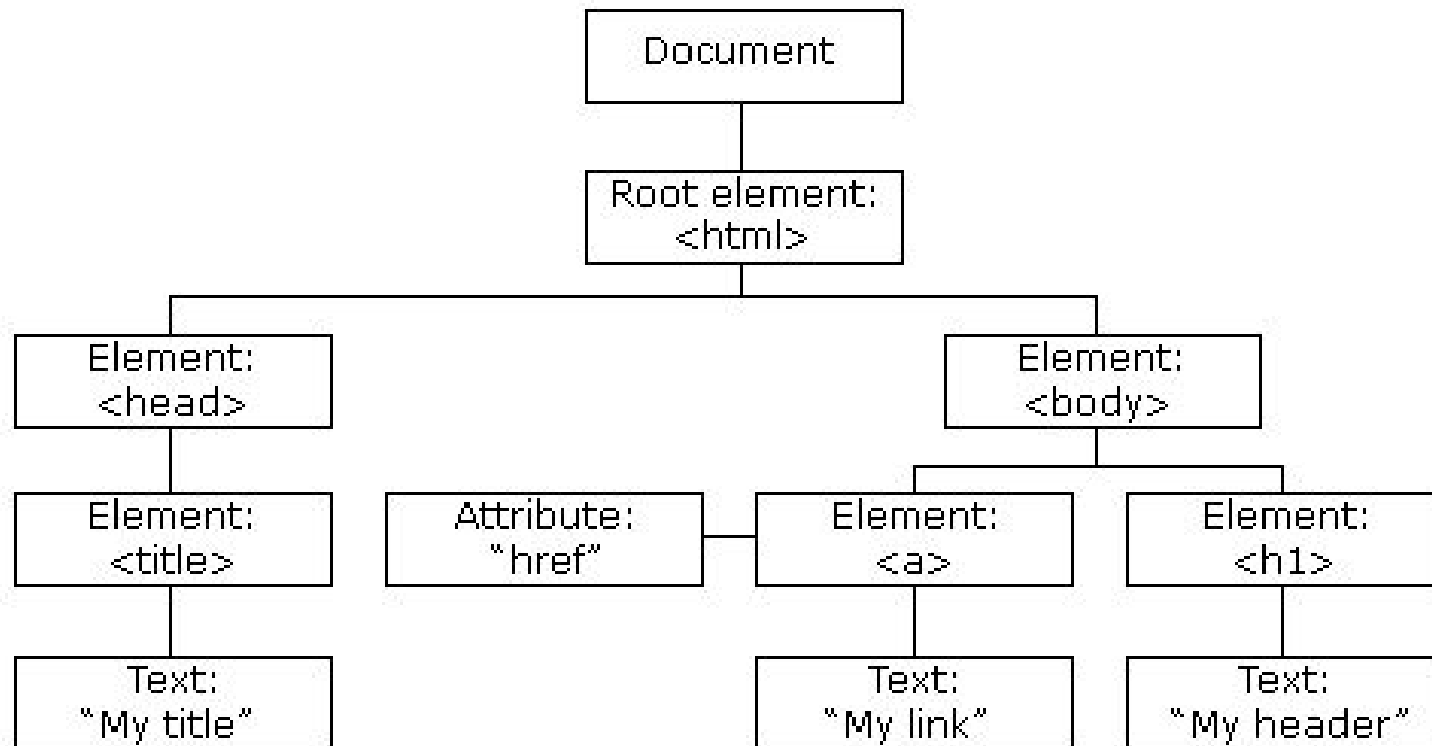 Document
Root element:
<html>
Element:
<head>
Element:
<body>
Element:
<title>
Attribute:
“href”
Element:
<a>
Element:
<h1>
Text:
“My title”
Text:
“My link”
Text:
“My header”